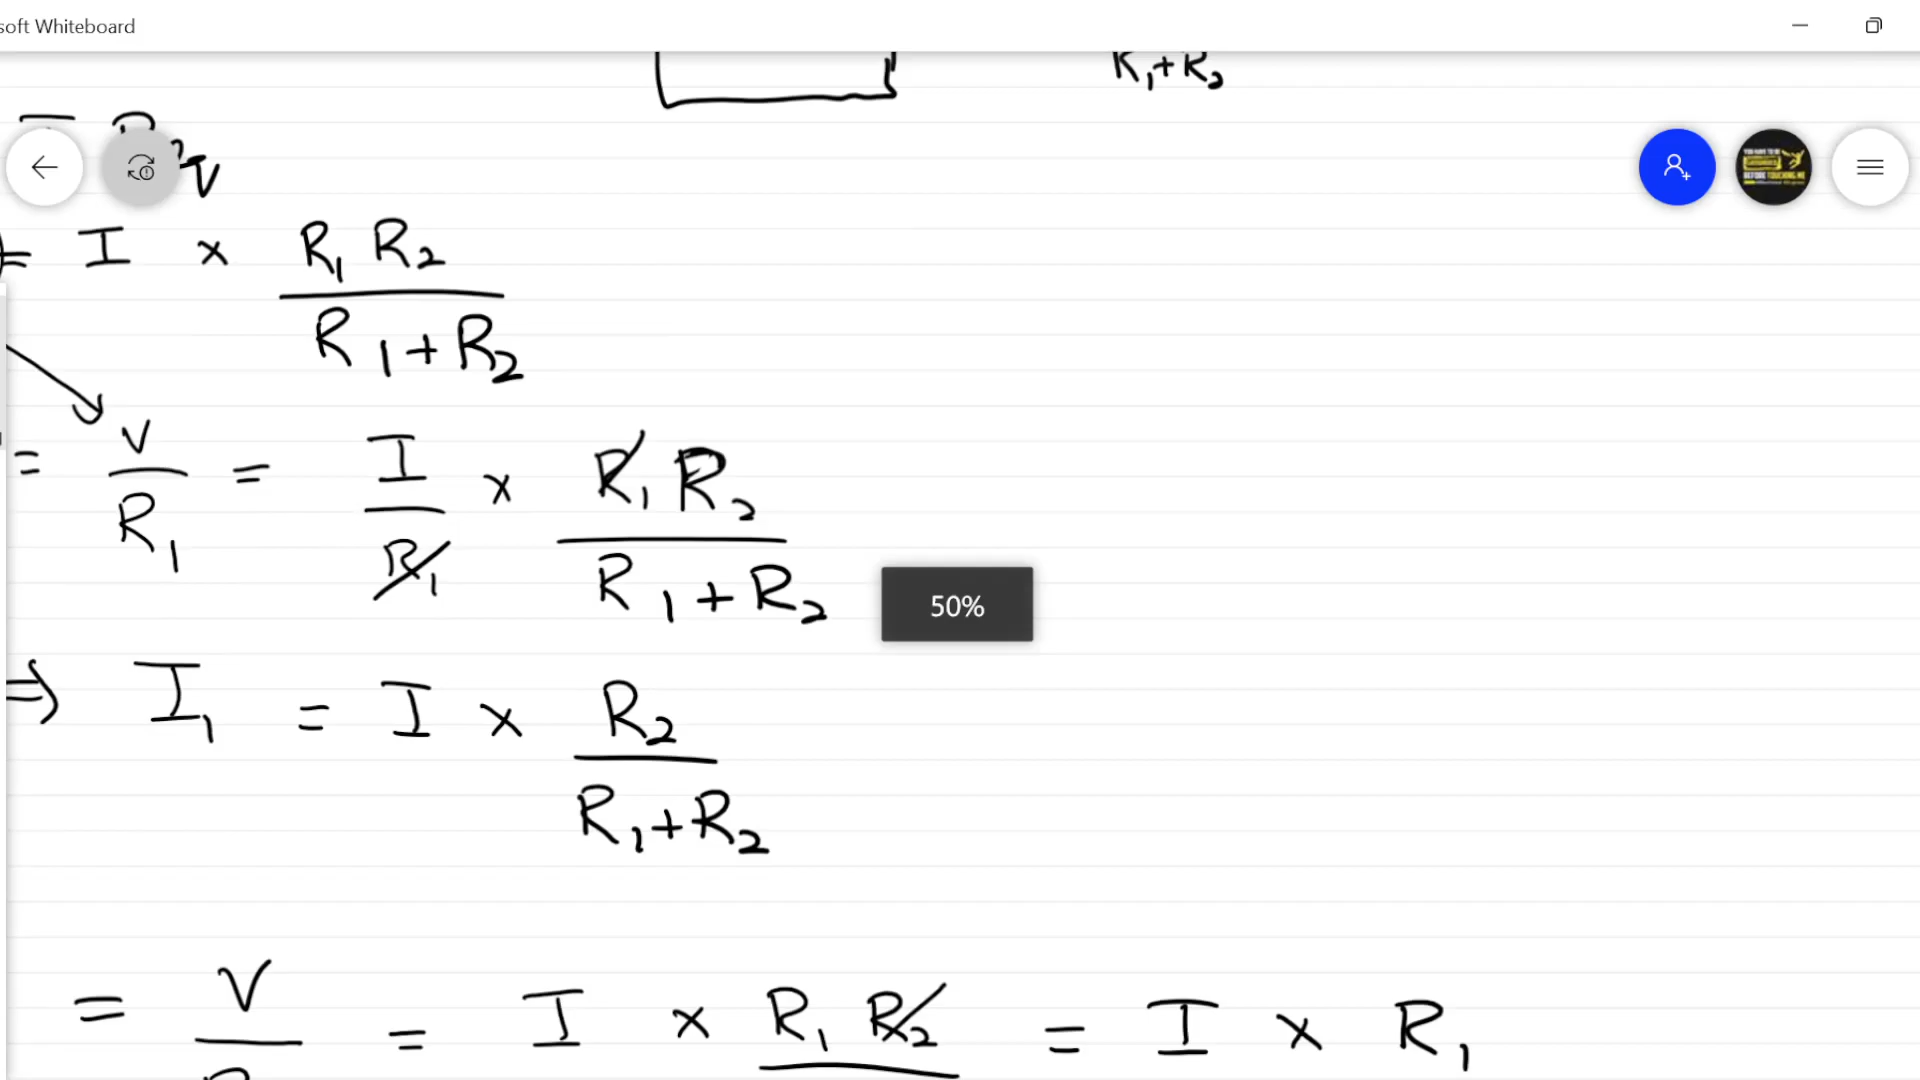 soft Whiteboard
R₁+R₂
V
= I × R₁ R₂
R₁+R₂
= V = I × R₁ R₂
R₁ R₁ R₁+R₂
50%
⇒ I₁ = I × R₂
R₁+R₂
= V = I × R₁ R₂ = I × R₁